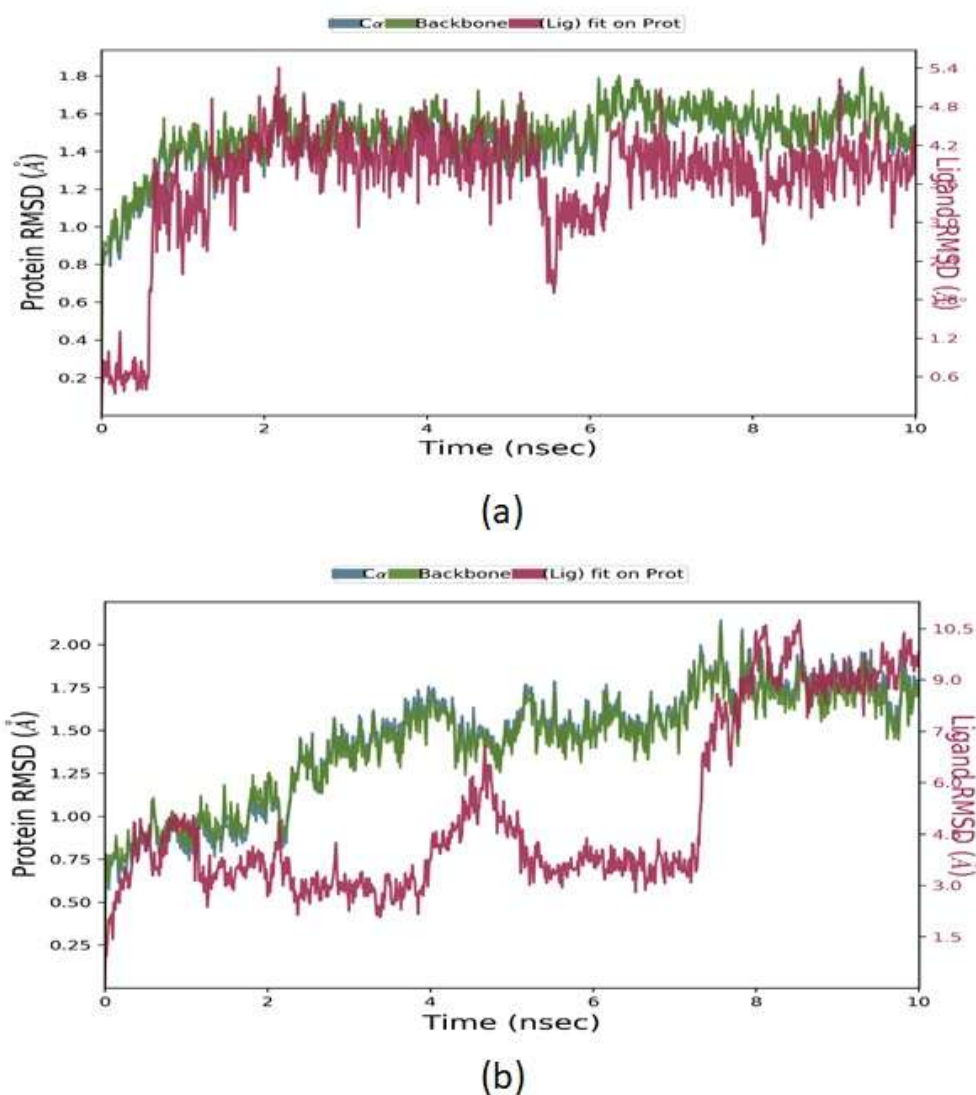 Cα Backbone (Lig) fit on Prot
Protein RMSD (Å)
1.8
1.6
1.4
1.2
1.0
0.8
0.6
0.4
0.2
5.4
4.8
4.2
1.8
1.2
0.6
Ligand RMSD (Å)
0 2 4 6 8 10
Time (nsec)
(a)
Cα Backbone (Lig) fit on Prot
Protein RMSD (Å)
2.00
1.75
1.50
1.25
1.00
0.75
0.50
0.25
10.5
9.0
6.0
3.0
1.5
Ligand RMSD (Å)
0 2 4 6 8 10
Time (nsec)
(b)